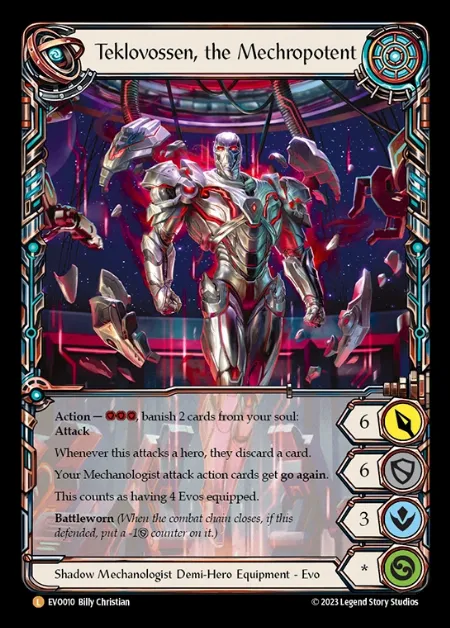 Teklovossen, the Mechropotent
Action — , banish 2 cards from your soul:
Attack
Whenever this attacks a hero, they discard a card.
Your Mechanologist attack action cards get go again.
This counts as having 4 Evos equipped.
Battleworn (When the combat chain closes, if this
defended, put a -1 counter on it.)
6
6
3
*
Shadow Mechanologist Demi-Hero Equipment - Evo
L EVO010 Billy Christian
© 2023 Legend Story Studios